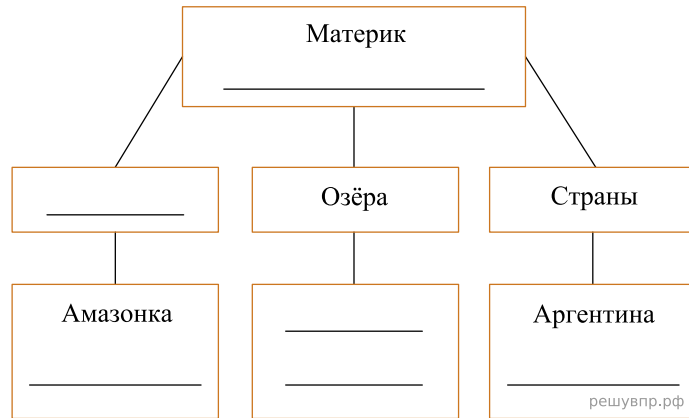 Материк
Озёра
Страны
Амазонка
Аргентина
решувпр.рф